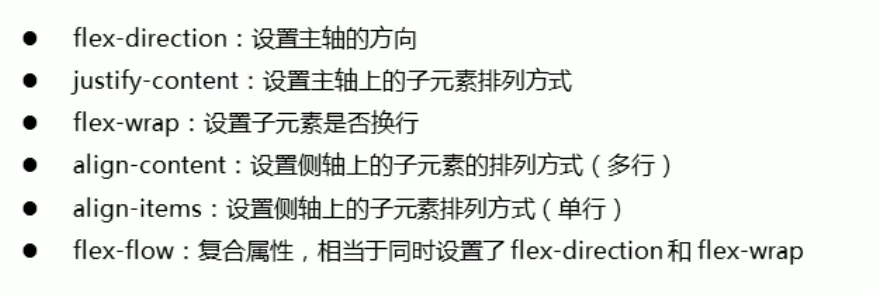 ● flex-direction：设置主轴的方向
● justify-content：设置主轴上的子元素排列方式
● flex-wrap：设置子元素是否换行
● align-content：设置侧轴上的子元素的排列方式（多行）
● align-items：设置侧轴上的子元素排列方式（单行）
● flex-flow：复合属性，相当于同时设置了 flex-direction 和 flex-wrap